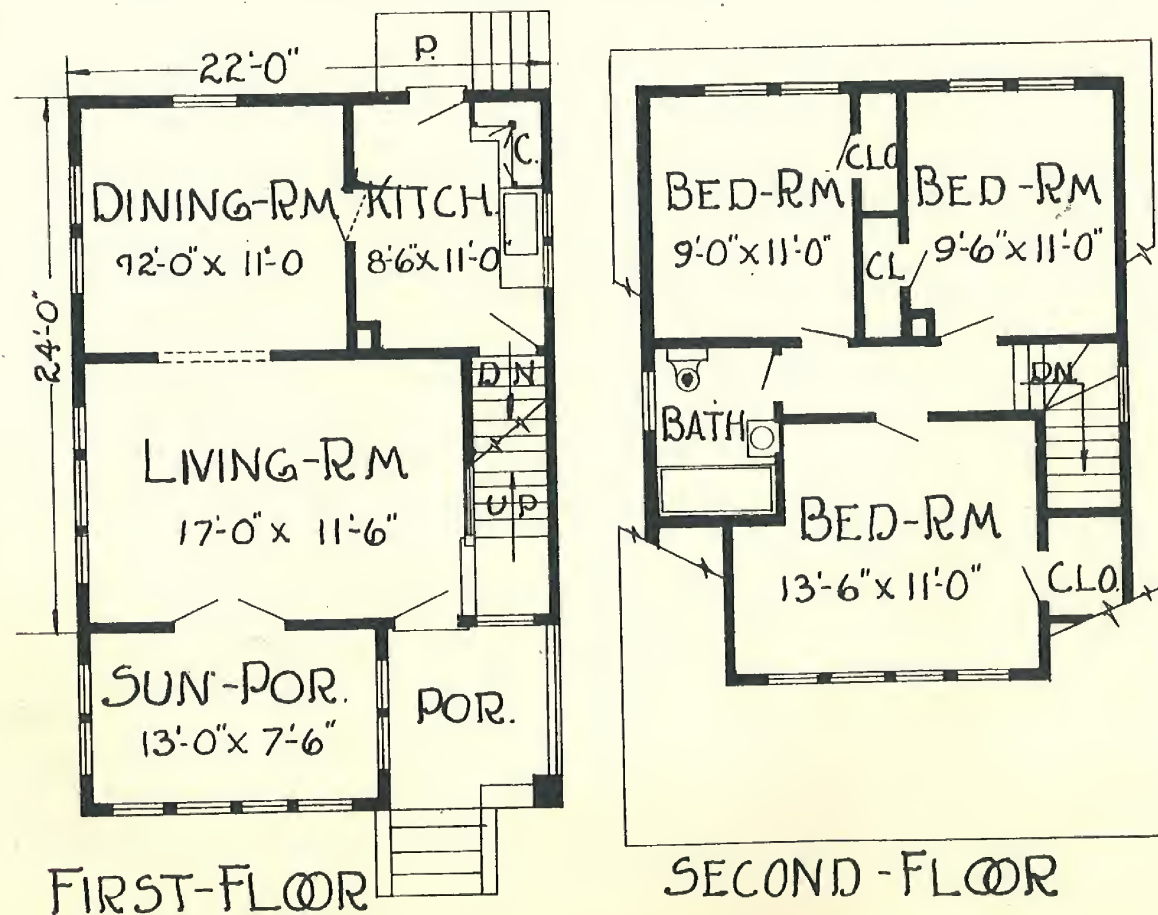 22'-0"
P.
24'-0"
DINING-RM
12'-0" x 11'-0
KITCH.
8'-6" x 11'-0"
C.
LIVING-RM
17'-0" x 11'-6"
DN
UP
SUN-POR.
13'-0" x 7'-6"
POR.
FIRST-FLOOR
BED-RM
9'-0" x 11'-0"
CLO
CL
BED-RM
9'-6" x 11'-0"
BATH
DN.
BED-RM
13'-6" x 11'-0"
CLO.
SECOND-FLOOR